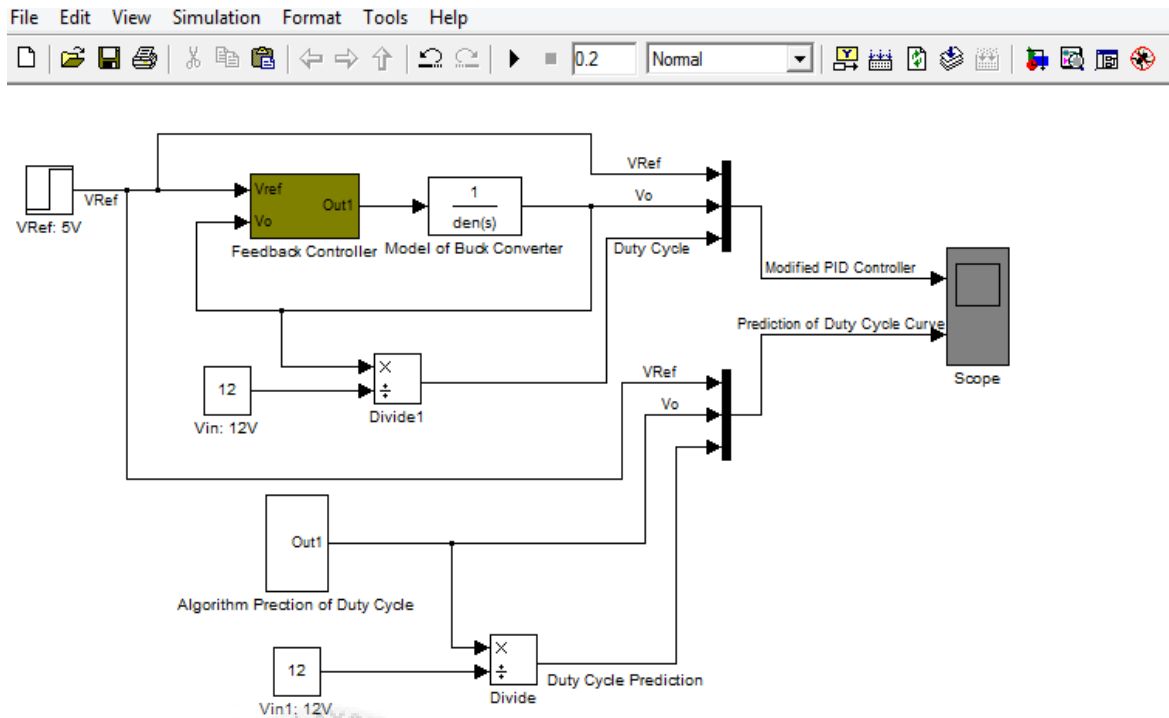 File Edit View Simulation Format Tools Help
0.2 Normal
VRef
VRef
Vref
Out1
1
den(s)
Vo
Vo
VRef: 5V
Feedback Controller
Model of Buck Converter
Duty Cycle
Modified PID Controller
Prediction of Duty Cycle Curve
×
÷
12
Divide1
Vin: 12V
VRef
Vo
Scope
Out1
Algorithm Prection of Duty Cycle
×
÷
12
Duty Cycle Prediction
Divide
Vin1: 12V